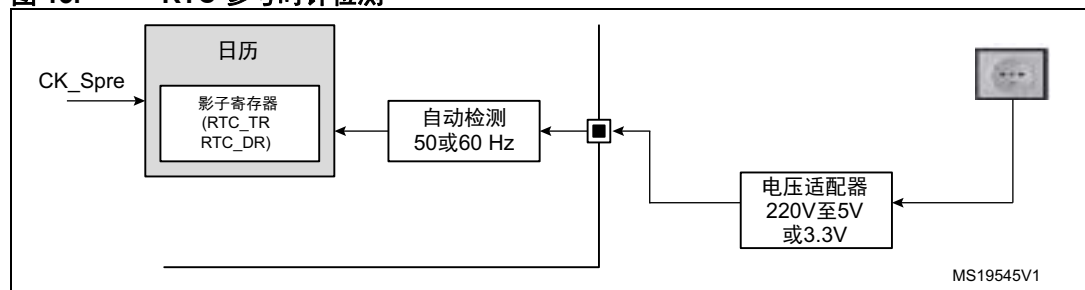 日历
CK_Spre
影子寄存器
(RTC_TR
RTC_DR)
自动检测
50或60 Hz
电压适配器
220V至5V
或3.3V
MS19545V1